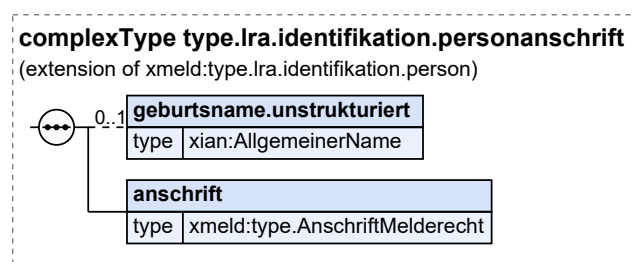 complexType type.lra.identifikation.personanschrift
(extension of xmeld:type.lra.identifikation.person)
0..1
geburtsname.unstrukturiert
type xian:AllgemeinerName
anschrift
type xmeld:type.AnschriftMelderecht